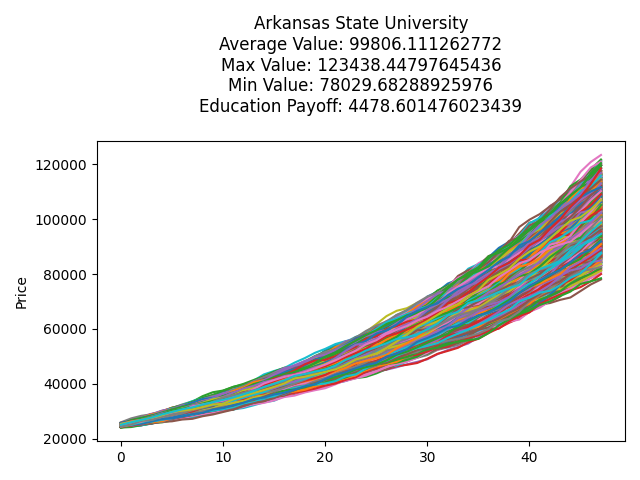 Arkansas State University
Average Value: 99806.111262772
Max Value: 123438.44797645436
Min Value: 78029.68288925976
Education Payoff: 4478.601476023439
120000
100000
80000
60000
40000
20000
Price
0 10 20 30 40